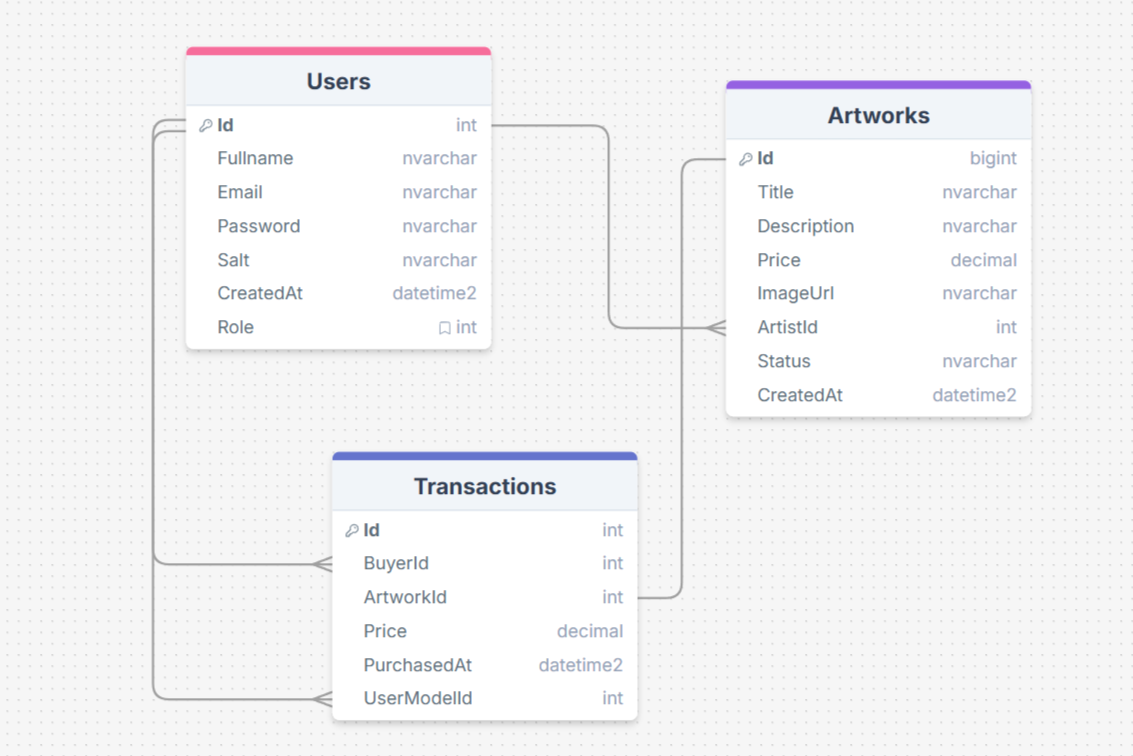 Users
Id int
Fullname nvarchar
Email nvarchar
Password nvarchar
Salt nvarchar
CreatedAt datetime2
Role int
Artworks
Id bigint
Title nvarchar
Description nvarchar
Price decimal
ImageUrl nvarchar
ArtistId int
Status nvarchar
CreatedAt datetime2
Transactions
Id int
BuyerId int
ArtworkId int
Price decimal
PurchasedAt datetime2
UserModelId int